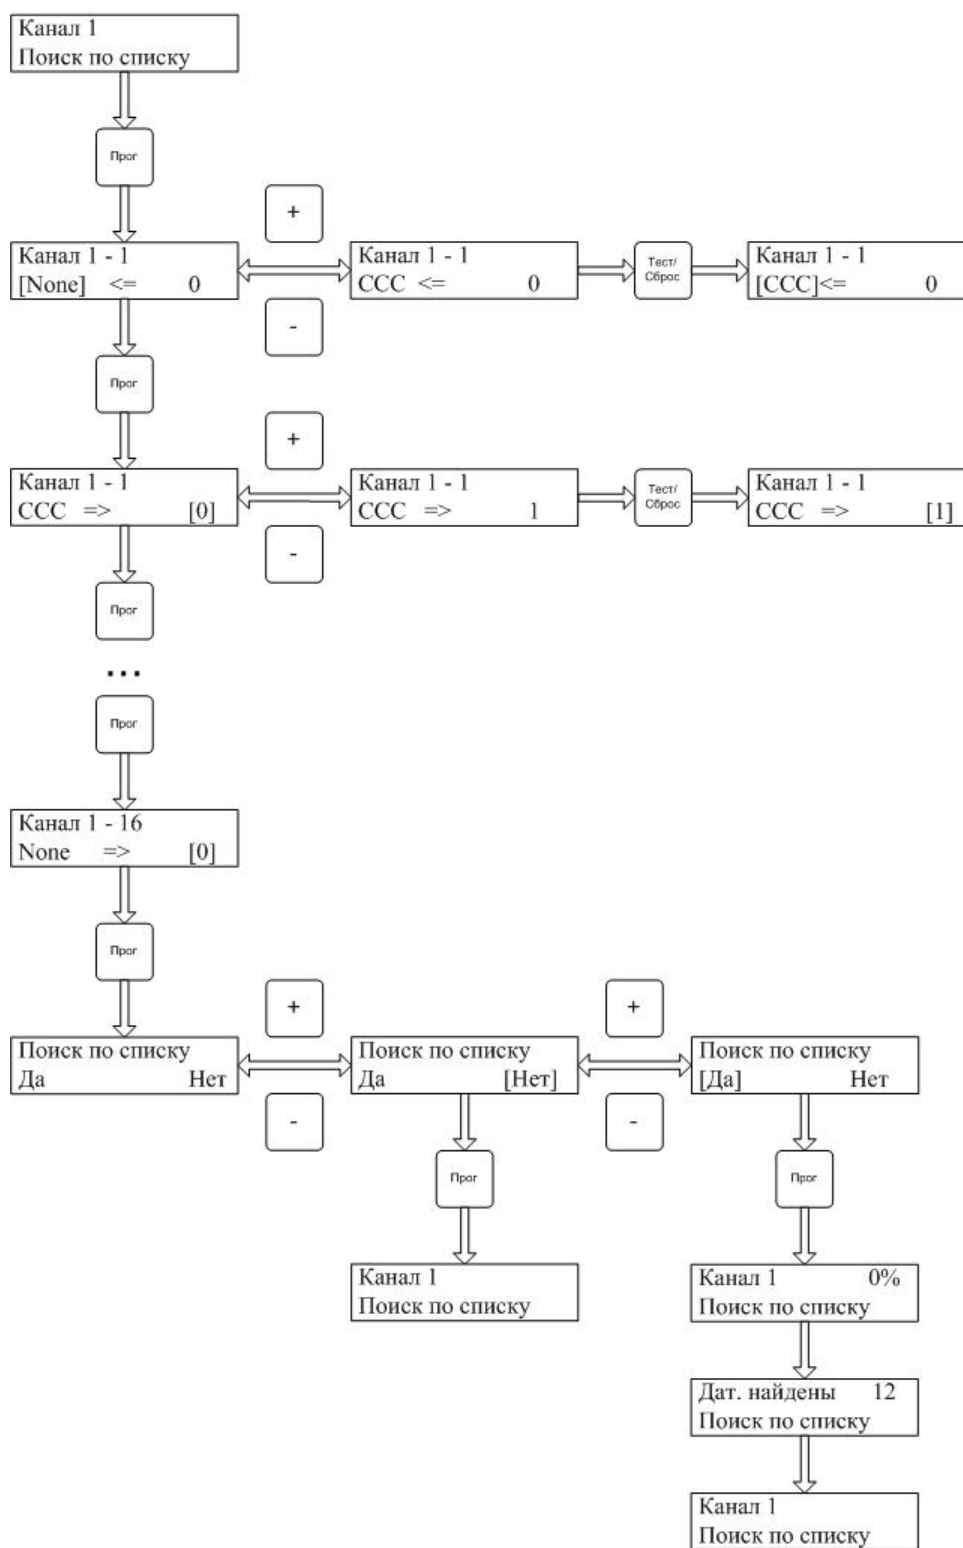 Канал 1
Поиск по списку
Прог
+
Канал 1 - 1
[None] <= 0
Канал 1 - 1
CCC <= 0
Тест/
Сброс
Канал 1 - 1
[CCC]<= 0
-
Прог
+
Канал 1 - 1
CCC => [0]
Канал 1 - 1
CCC => 1
Тест/
Сброс
Канал 1 - 1
CCC => [1]
-
Прог
...
Прог
Канал 1 - 16
None => [0]
Прог
+
+
Поиск по списку
Да Нет
Поиск по списку
Да [Нет]
Поиск по списку
[Да] Нет
-
-
Прог
Прог
Канал 1
Поиск по списку
Канал 1 0%
Поиск по списку
Дат. найдены 12
Поиск по списку
Канал 1
Поиск по списку